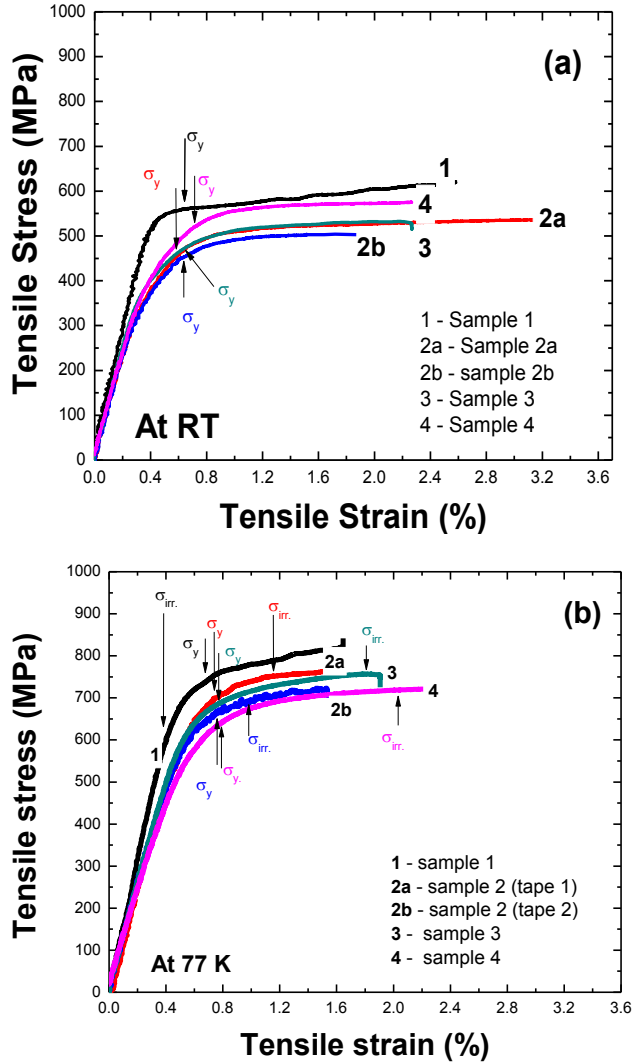 1000
(a)
900
800
700
σy
σy
σy
1
600
4
2a
500
2b
3
400
σy
σy
300
1 - Sample 1
2a - Sample 2a
200
2b - sample 2b
3 - Sample 3
100
At RT
4 - Sample 4
0
0.0 0.4 0.8 1.2 1.6 2.0 2.4 2.8 3.2 3.6
Tensile Stress (MPa)
Tensile Strain (%)
1000
σirr.
(b)
900
σirr.
σirr.
σy
σy
800
σy
2a
3
700
4
2b
600
1
σirr.
σirr.
500
σy
σy.
400
300
1 - sample 1
2a - sample 2 (tape 1)
200
2b - sample 2 (tape 2)
3 - sample 3
100
At 77 K
4 - sample 4
0
0.0 0.4 0.8 1.2 1.6 2.0 2.4 2.8 3.2
Tensile stress (MPa)
Tensile strain (%)